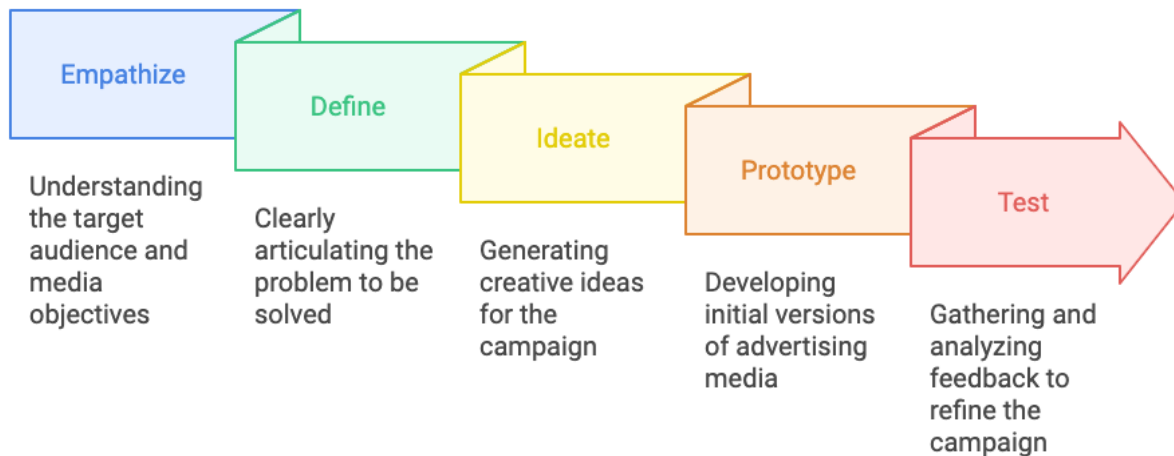 Empathize
Understanding
the target
audience and
media
objectives
Define
Clearly
articulating the
problem to be
solved
Ideate
Generating
creative ideas
for the
campaign
Prototype
Developing
initial versions
of advertising
media
Test
Gathering and
analyzing
feedback to
refine the
campaign